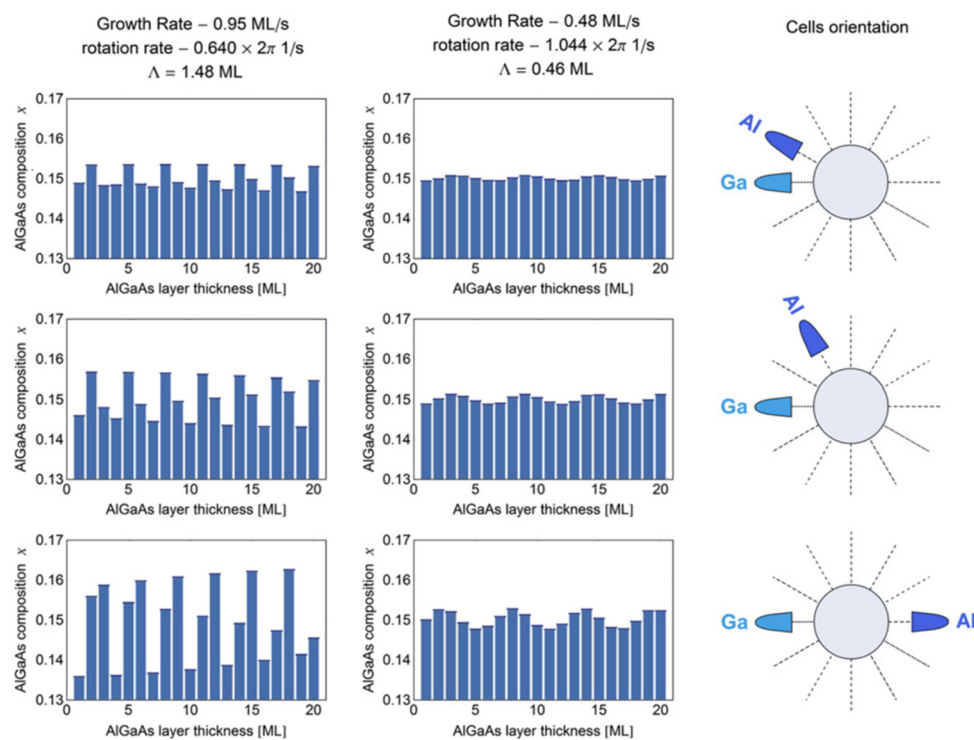 Growth Rate – 0.95 ML/s
rotation rate – 0.640 × 2π 1/s
Λ = 1.48 ML
Growth Rate – 0.48 ML/s
rotation rate – 1.044 × 2π 1/s
Λ = 0.46 ML
Cells orientation
AlGaAs composition x
0.17
0.16
0.15
0.14
0.13
0 5 10 15 20
AlGaAs layer thickness [ML]
AlGaAs composition x
0.17
0.16
0.15
0.14
0.13
0 5 10 15 20
AlGaAs layer thickness [ML]
Al
Ga
AlGaAs composition x
0.17
0.16
0.15
0.14
0.13
0 5 10 15 20
AlGaAs layer thickness [ML]
AlGaAs composition x
0.17
0.16
0.15
0.14
0.13
0 5 10 15 20
AlGaAs layer thickness [ML]
Al
Ga
AlGaAs composition x
0.17
0.16
0.15
0.14
0.13
0 5 10 15 20
AlGaAs layer thickness [ML]
AlGaAs composition x
0.17
0.16
0.15
0.14
0.13
0 5 10 15 20
AlGaAs layer thickness [ML]
Ga
Al